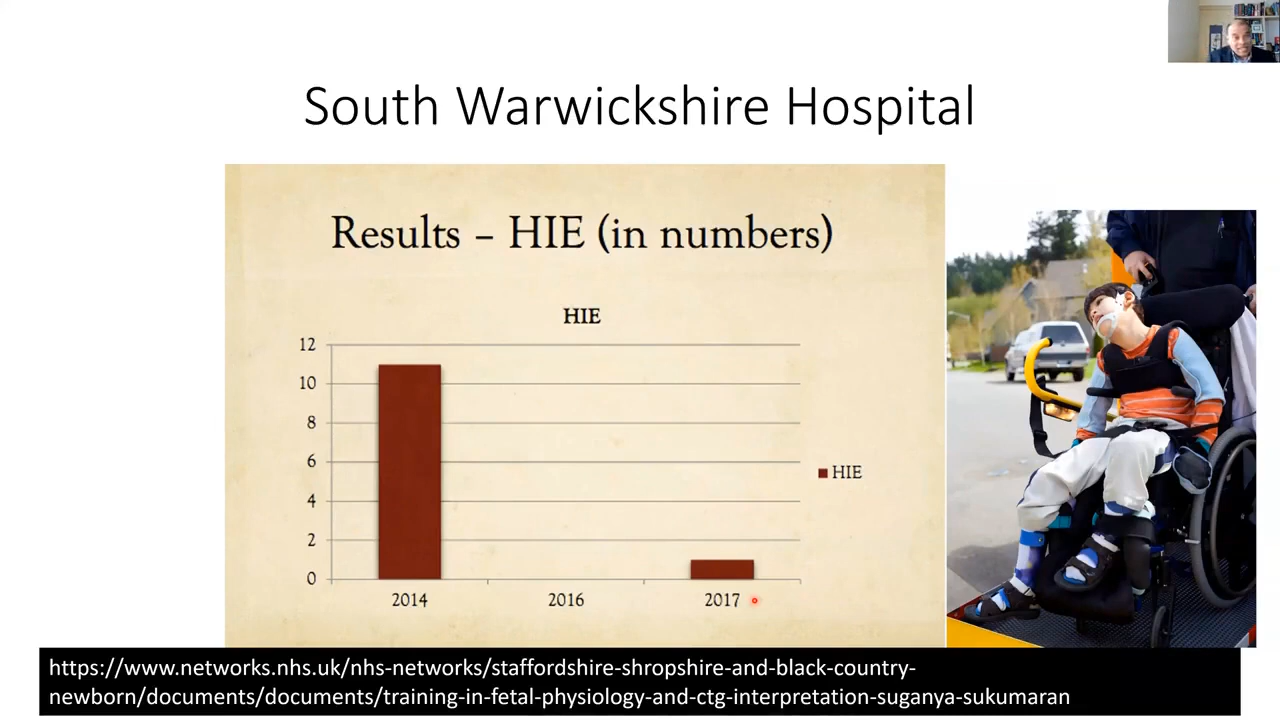 South Warwickshire Hospital
Results – HIE (in numbers)
HIE
12
10
8
6
4
2
0
2014 2016 2017
HIE
https://www.networks.nhs.uk/nhs-networks/staffordshire-shropshire-and-black-country-
newborn/documents/documents/training-in-fetal-physiology-and-ctg-interpretation-suganya-sukumaran